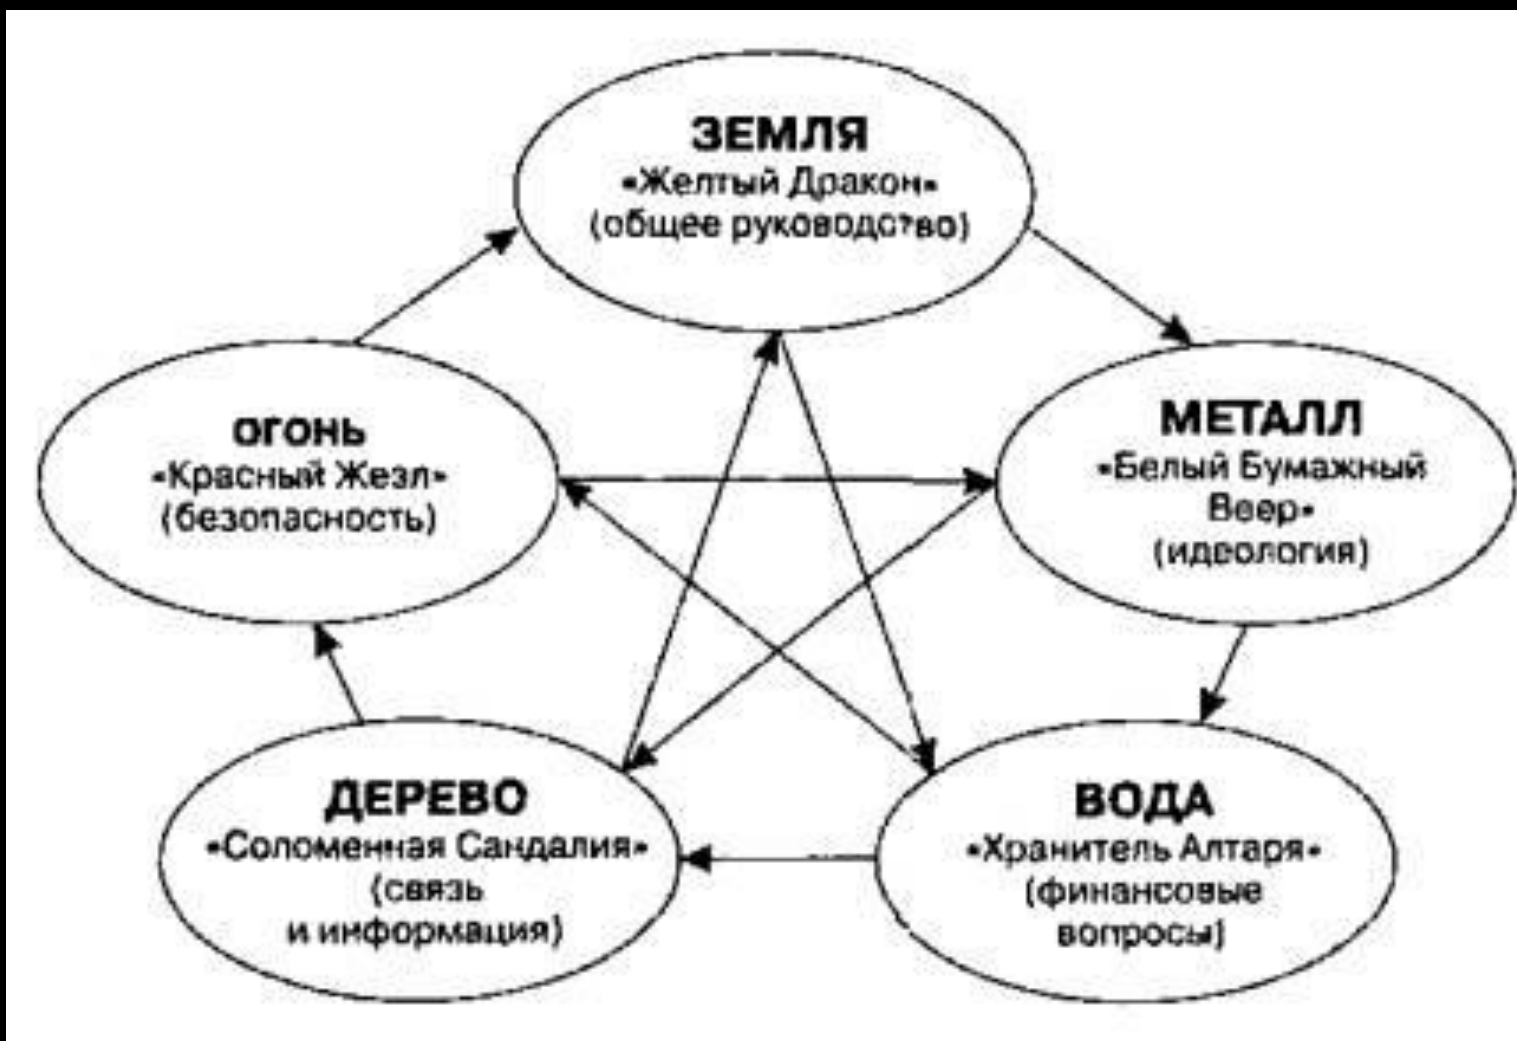 ЗЕМЛЯ
«Желтый Дракон»
(общее руководство)
ОГОНЬ
«Красный Жезл»
(безопасность)
МЕТАЛЛ
«Белый Бумажный
Веер»
(идеология)
ДЕРЕВО
«Соломенная Сандалия»
(связь
и информация)
ВОДА
«Хранитель Алтаря»
(финансовые
вопросы)